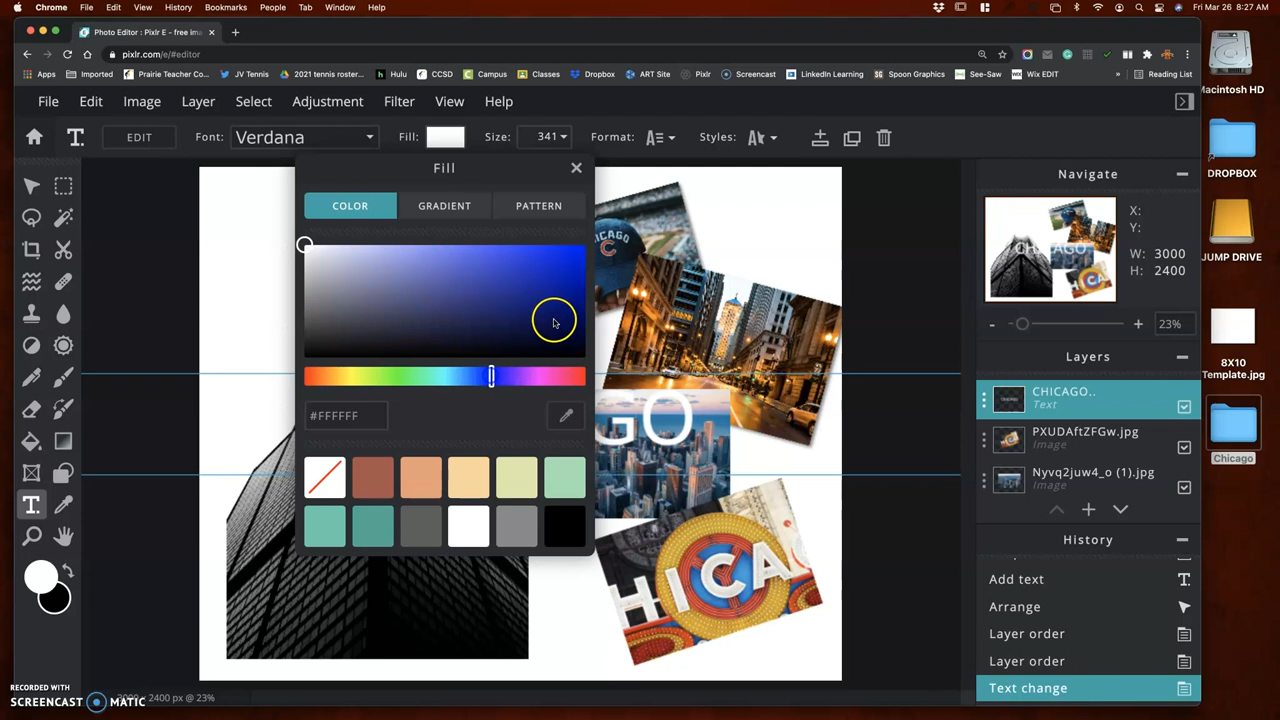 Chrome File Edit View History Bookmarks People Tab Window Help Fri Mar 26 8:27 AM
Photo Editor : Pixlr E - free ima
pixlr.com/e/#editor
Apps Imported Prairie Teacher Co... JV Tennis 2021 tennis roster... Hulu CCSD Campus Classes Dropbox ART Site Pixlr Screencast LinkedIn Learning Spoon Graphics See-Saw WIX EDIT » Reading List
File Edit Image Layer Select Adjustment Filter View Help
T. EDIT Font: Verdana Fill: Size: 341 Format: Styles:
Fill
COLOR GRADIENT PATTERN
#FFFFFF
CHICAGO
C
GO
CHICAGO
Navigate
CHICAGO
X:
Y:
W: 3000
H: 2400
- + 23%
Layers
CHICAGO..
Text
PXUDAftZFGw.jpg
Image
Nyvq2juw4_o (1).jpg
Image
History
Add text
Arrange
Layer order
Layer order
Text change
Macintosh HD
DROPBOX
JUMP DRIVE
8X10
Template.jpg
Chicago
RECORDED WITH
SCREENCAST MATIC
3000 x 2400 px @ 23%